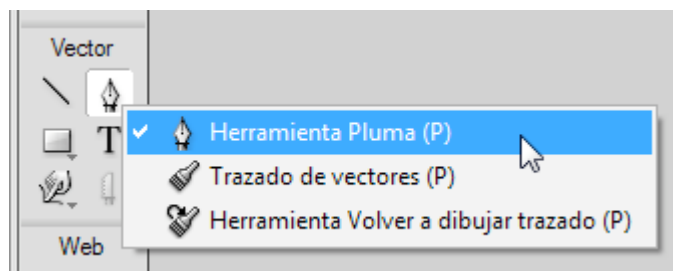 Vector
T
Herramienta Pluma (P)
Trazado de vectores (P)
Herramienta Volver a dibujar trazado (P)
Web